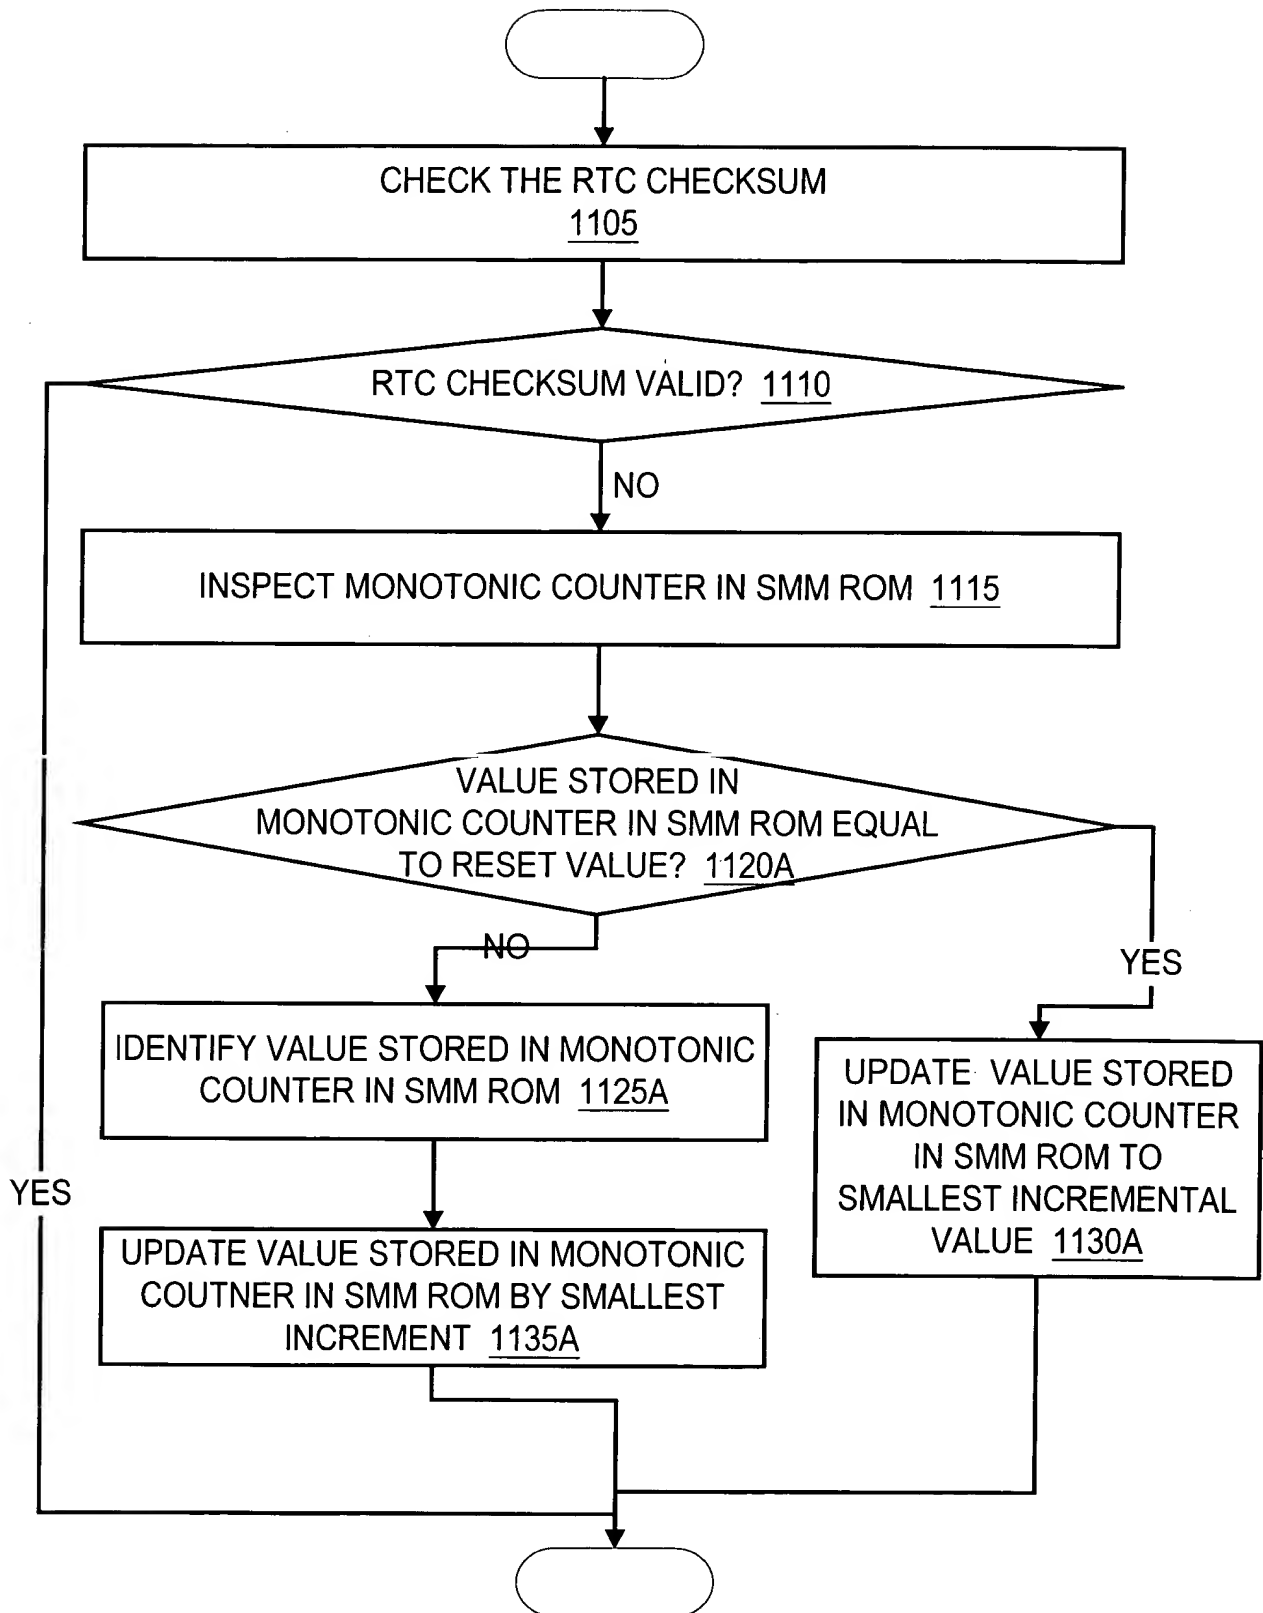 CHECK THE RTC CHECKSUM
1105
RTC CHECKSUM VALID? 1110
NO
INSPECT MONOTONIC COUNTER IN SMM ROM 1115
VALUE STORED IN
MONOTONIC COUNTER IN SMM ROM EQUAL
TO RESET VALUE? 1120A
NO
YES
IDENTIFY VALUE STORED IN MONOTONIC
COUNTER IN SMM ROM 1125A
UPDATE VALUE STORED
IN MONOTONIC COUNTER
IN SMM ROM TO
SMALLEST INCREMENTAL
VALUE 1130A
YES
UPDATE VALUE STORED IN MONOTONIC
COUTNER IN SMM ROM BY SMALLEST
INCREMENT 1135A